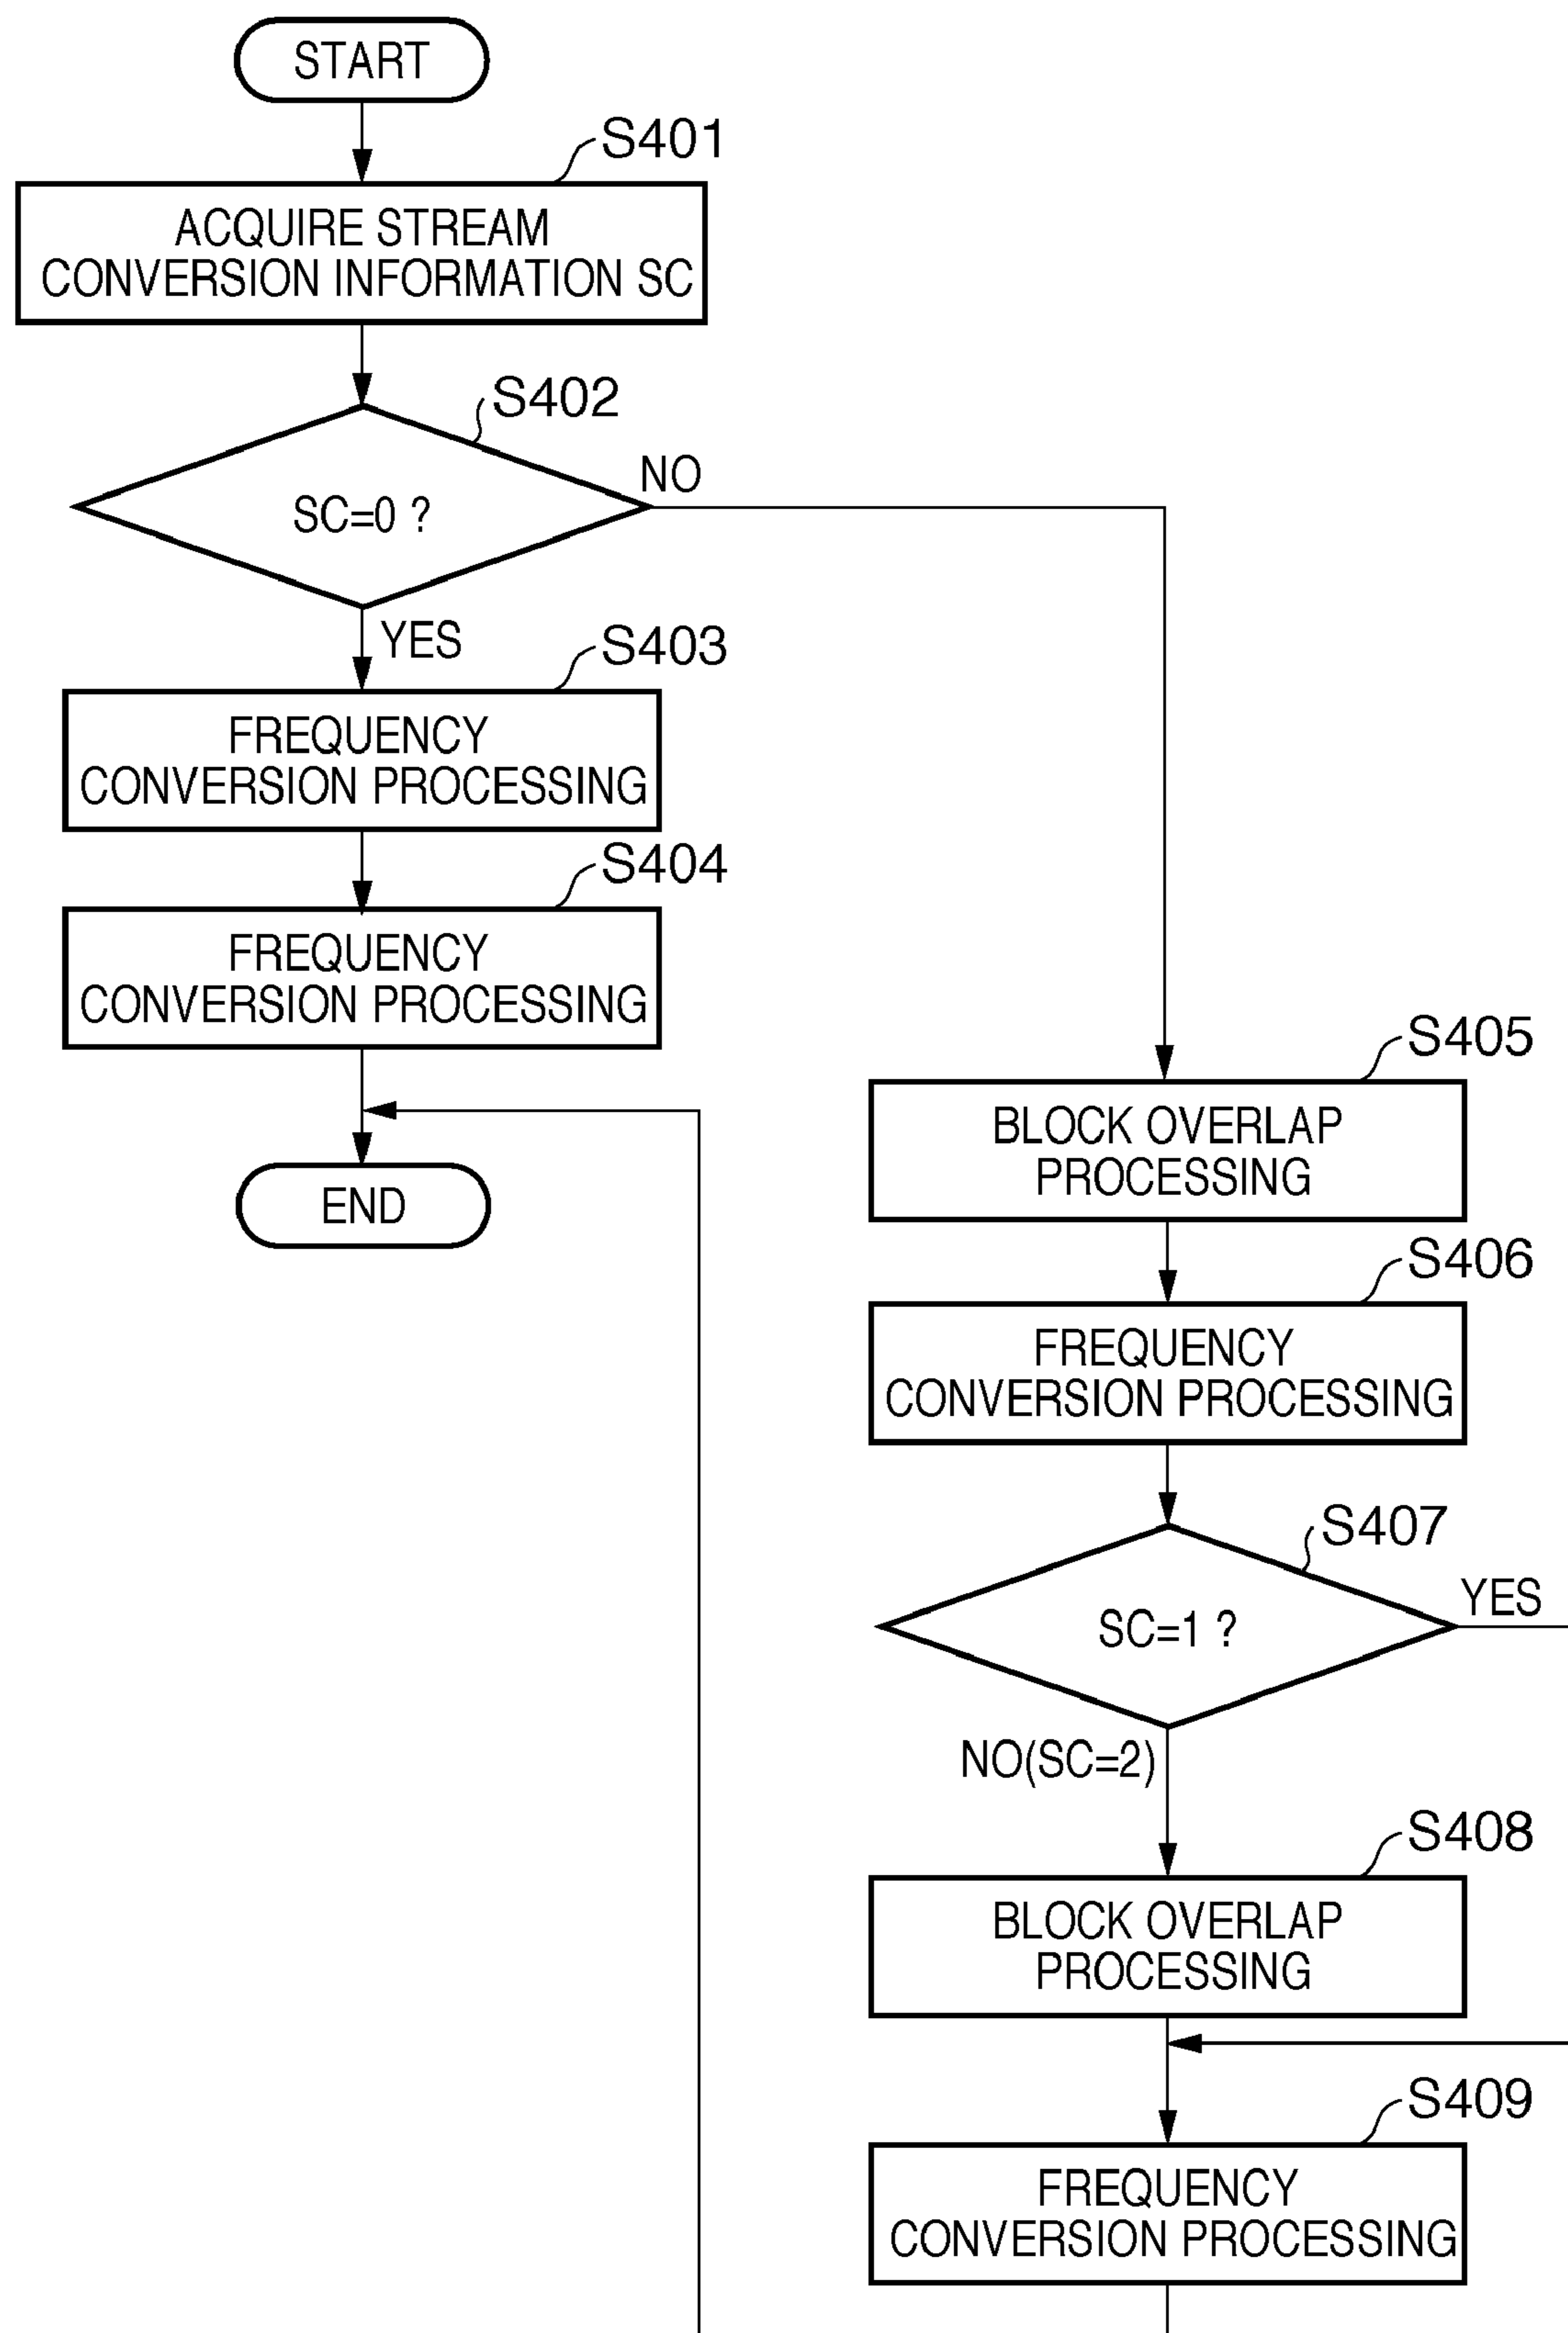 START
S401
ACQUIRE STREAM
CONVERSION INFORMATION SC
S402
SC=0 ?
NO
YES
S403
FREQUENCY
CONVERSION PROCESSING
S404
FREQUENCY
CONVERSION PROCESSING
END
S405
BLOCK OVERLAP
PROCESSING
S406
FREQUENCY
CONVERSION PROCESSING
S407
SC=1 ?
YES
NO(SC=2)
S408
BLOCK OVERLAP
PROCESSING
S409
FREQUENCY
CONVERSION PROCESSING